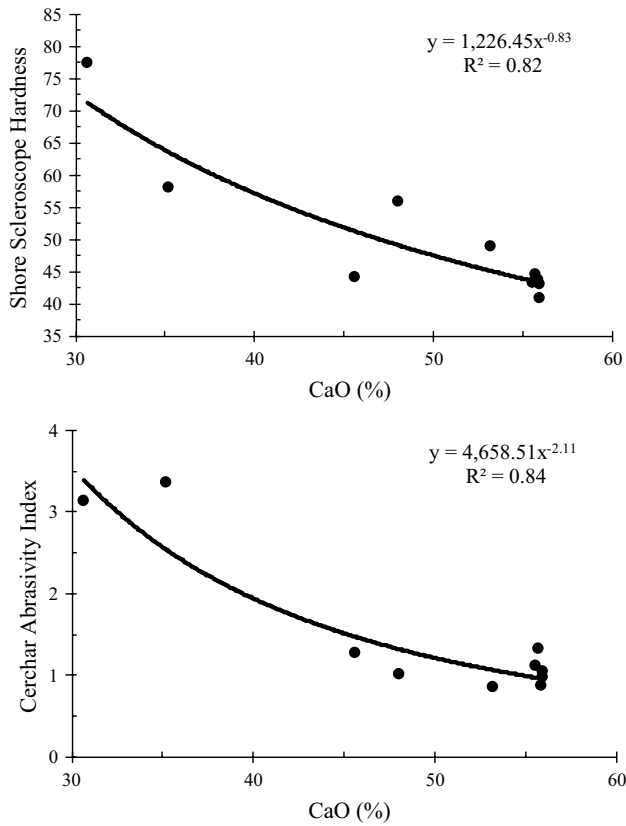 85
80
75
70
65
60
55
50
45
40
35
Shore Scleroscope Hardness
y = 1,226.45x^-0.83
R² = 0.82
30 40 50 60
CaO (%)
4
3
2
1
0
Cerchar Abrasivity Index
y = 4,658.51x^-2.11
R² = 0.84
30 40 50 60
CaO (%)